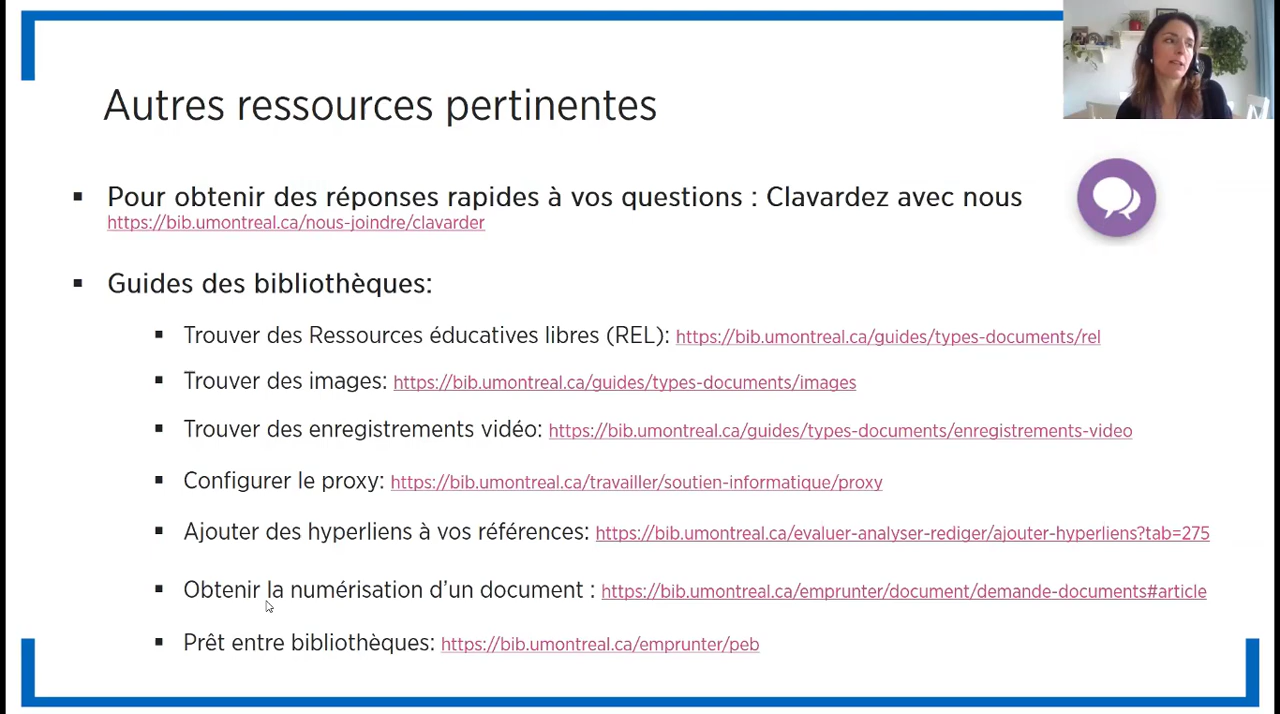 Autres ressources pertinentes
Pour obtenir des réponses rapides à vos questions : Clavardez avec nous
https://bib.umontreal.ca/nous-joindre/clavarder
Guides des bibliothèques:
Trouver des Ressources éducatives libres (REL): https://bib.umontreal.ca/guides/types-documents/rel
Trouver des images: https://bib.umontreal.ca/guides/types-documents/images
Trouver des enregistrements vidéo: https://bib.umontreal.ca/guides/types-documents/enregistrements-video
Configurer le proxy: https://bib.umontreal.ca/travailler/soutien-informatique/proxy
Ajouter des hyperliens à vos références: https://bib.umontreal.ca/evaluer-analyser-rediger/ajouter-hyperliens?tab=275
Obtenir la numérisation d’un document : https://bib.umontreal.ca/emprunter/document/demande-documents#article
Prêt entre bibliothèques: https://bib.umontreal.ca/emprunter/peb